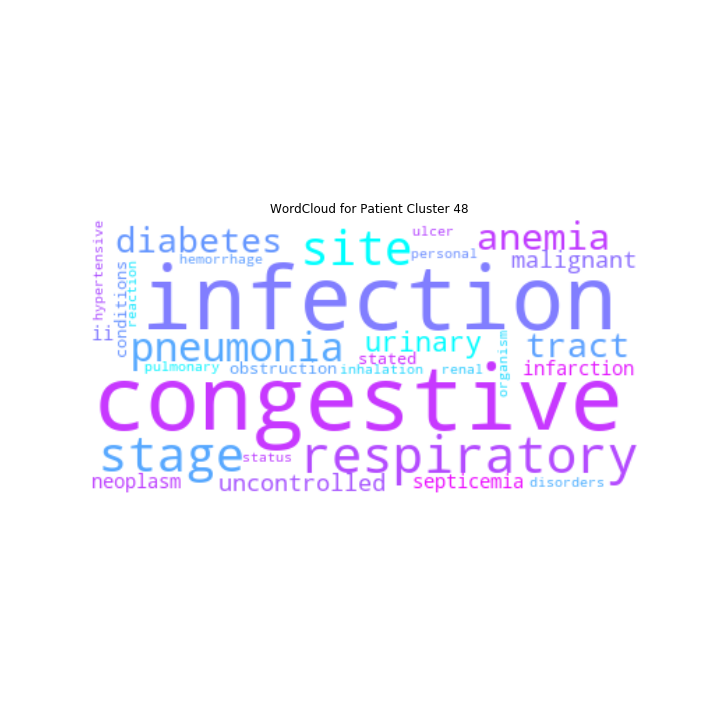 WordCloud for Patient Cluster 48
hypertensive
diabetes
site
ulcer
anemia
hemorrhage
personal
malignant
conditions
reaction
infection
ii
pneumonia
urinary
tract
stated
organism
pulmonary
obstruction
inhalation
renal
infarction
congestive
stage
status
respiratory
neoplasm
uncontrolled
septicemia
disorders